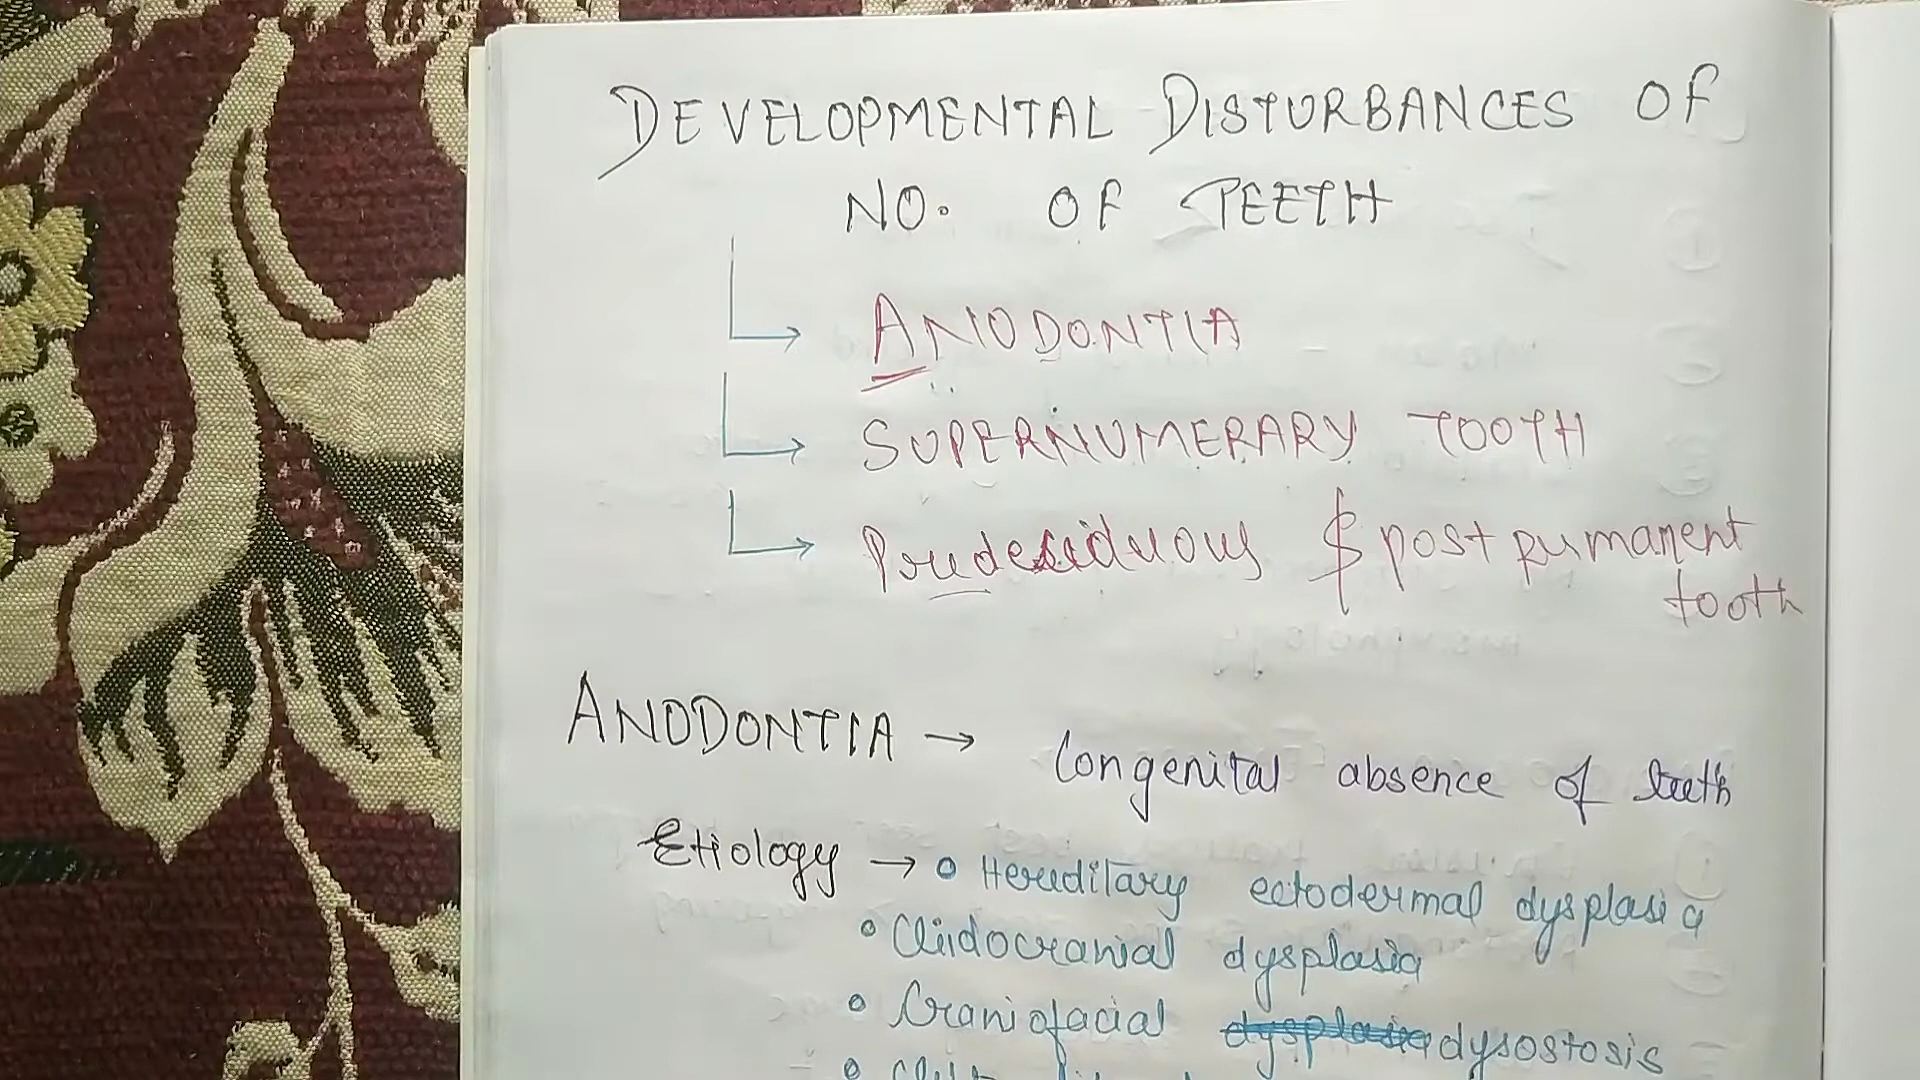 DEVELOPMENTAL DISTURBANCES OF
NO. OF TEETH
ANODONTIA
SUPERNUMERARY TOOTH
Predeciduous & post permanent
tooth
ANODONTIA → Congenital absence of teeth
Etiology → • Hereditary ectodermal dysplasia
• Cleidocranial dysplasia
• Craniofacial dysplasia dysostosis